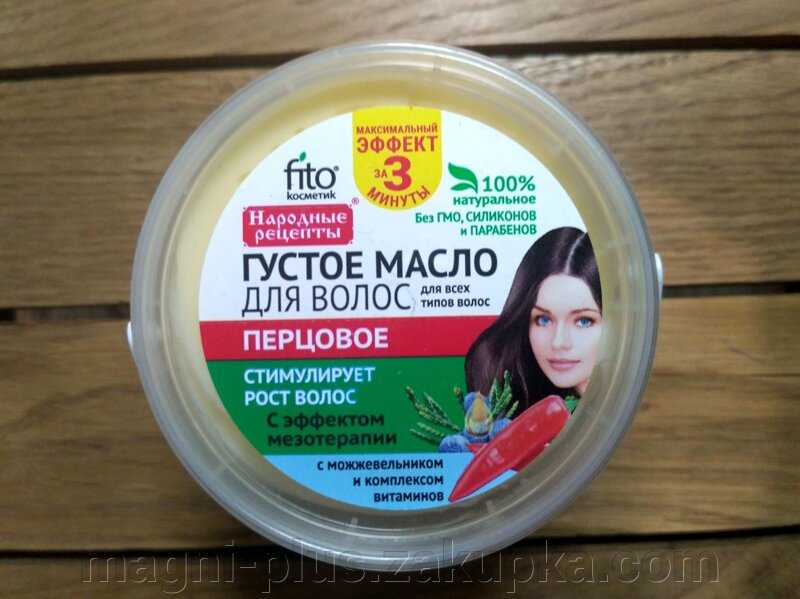 МАКСИМАЛЬНЫЙ
ЭФФЕКТ
ЗА 3
МИНУТЫ
fito®
косметик
Народные
рецепты®
100%
натуральное
Без ГМО, СИЛИКОНОВ
и ПАРАБЕНОВ
ГУСТОЕ МАСЛО
ДЛЯ ВОЛОС для всех
типов волос
ПЕРЦОВОЕ
СТИМУЛИРУЕТ
РОСТ ВОЛОС
С эффектом
мезотерапии
с можжевельником
и комплексом
витаминов
magni-plus.zakupka.com